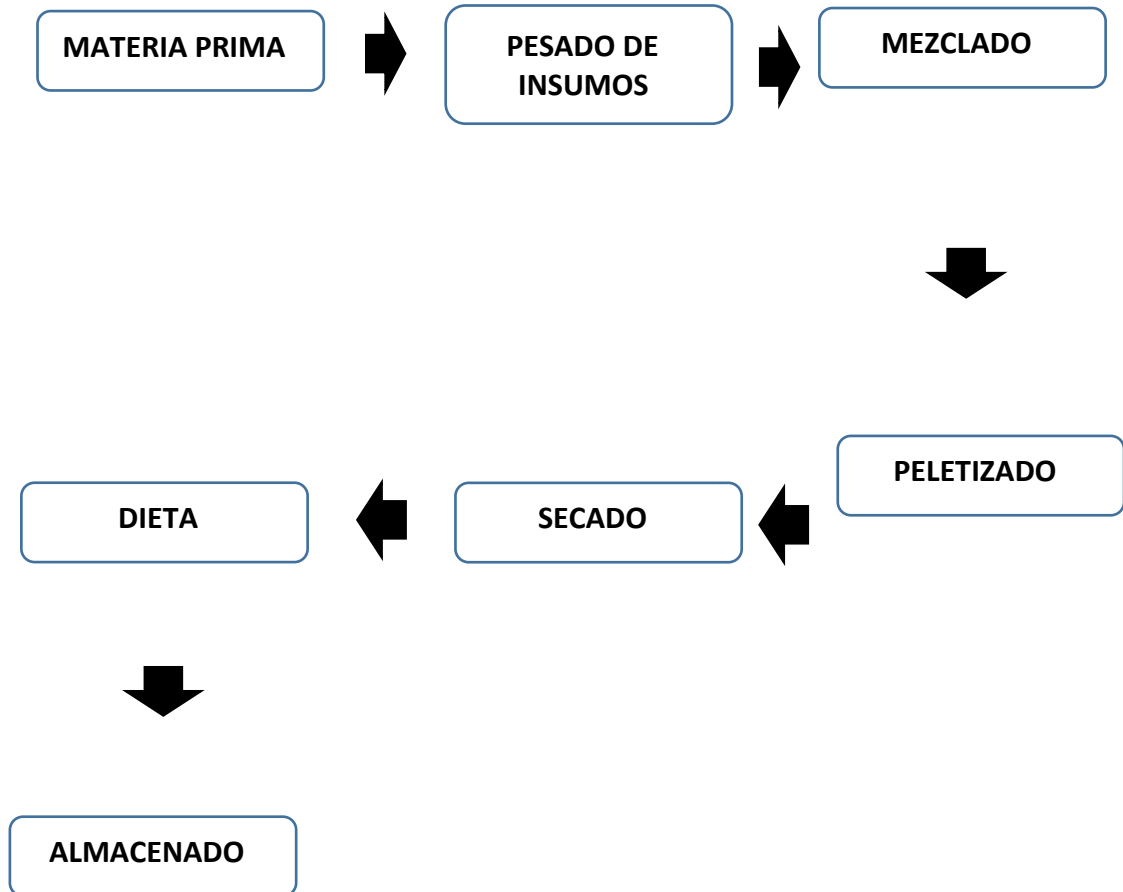 MATERIA PRIMA
PESADO DE
INSUMOS
MEZCLADO
PELETIZADO
SECADO
DIETA
ALMACENADO